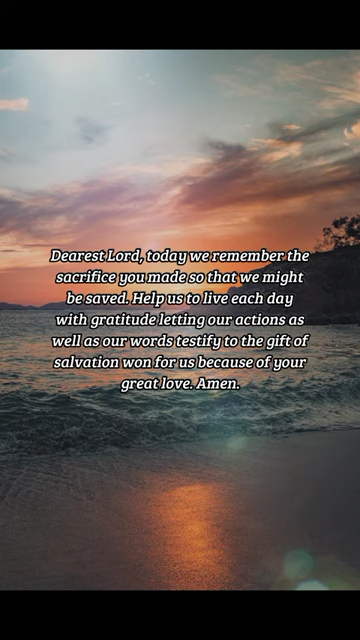 Dearest Lord, today we remember the
sacrifice you made so that we might
be saved. Help us to live each day
with gratitude letting our actions as
well as our words testify to the gift of
salvation won for us because of your
great love. Amen.